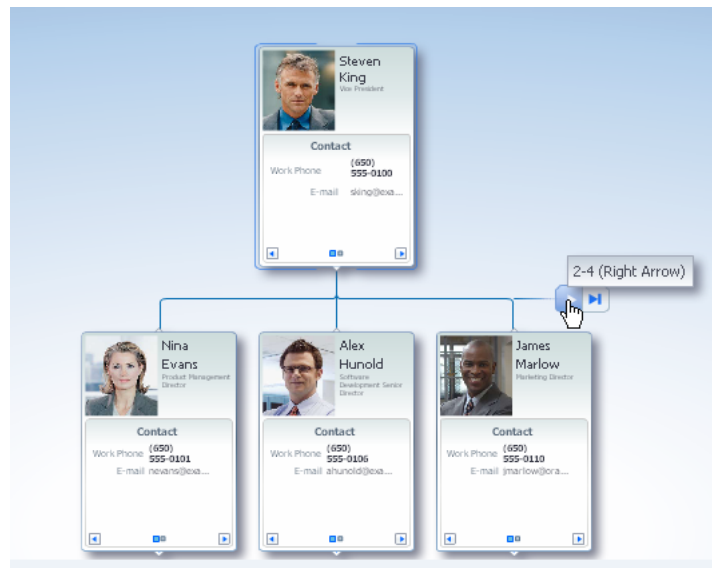 Steven
King
Vice President
Contact
Work Phone (650)
555-0100
E-mail sking@exa...
2-4 (Right Arrow)
Nina
Evans
Product Management
Director
Contact
Work Phone (650)
555-0101
E-mail nevans@exa...
Alex
Hunold
Software
Development Senior
Director
Contact
Work Phone (650)
555-0106
E-mail ahunold@exa...
James
Marlow
Marketing Director
Contact
Work Phone (650)
555-0110
E-mail jmarlow@ora...